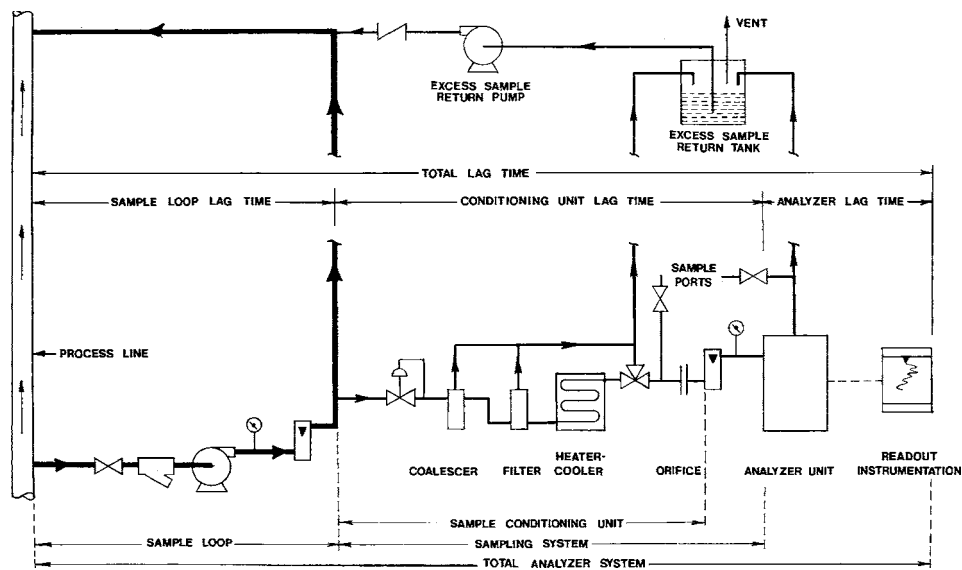 VENT
EXCESS SAMPLE
RETURN PUMP
EXCESS SAMPLE
RETURN TANK
TOTAL LAG TIME
SAMPLE LOOP LAG TIME
CONDITIONING UNIT LAG TIME
ANALYZER LAG TIME
SAMPLE
PORTS
PROCESS LINE
COALESCER
FILTER
HEATER-
COOLER
ORIFICE
ANALYZER UNIT
READOUT
INSTRUMENTATION
SAMPLE CONDITIONING UNIT
SAMPLE LOOP
SAMPLING SYSTEM
TOTAL ANALYZER SYSTEM